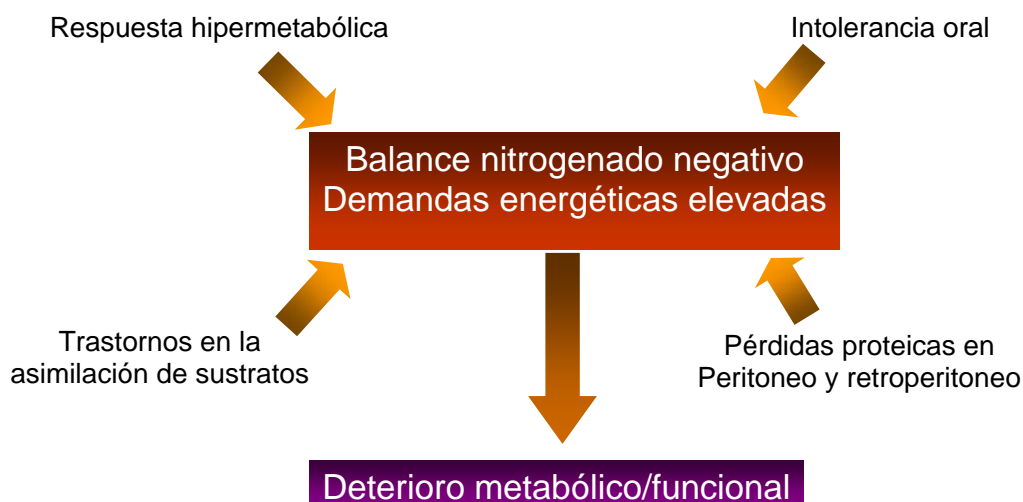 Respuesta hipermetabólica
Intolerancia oral
Balance nitrogenado negativo
Demandas energéticas elevadas
Trastornos en la
asimilación de sustratos
Pérdidas proteicas en
Peritoneo y retroperitoneo
Deterioro metabólico/funcional